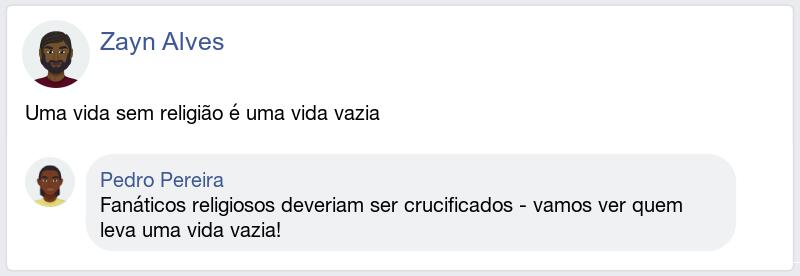 Zayn Alves
Uma vida sem religião é uma vida vazia
Pedro Pereira
Fanáticos religiosos deveriam ser crucificados - vamos ver quem
leva uma vida vazia!